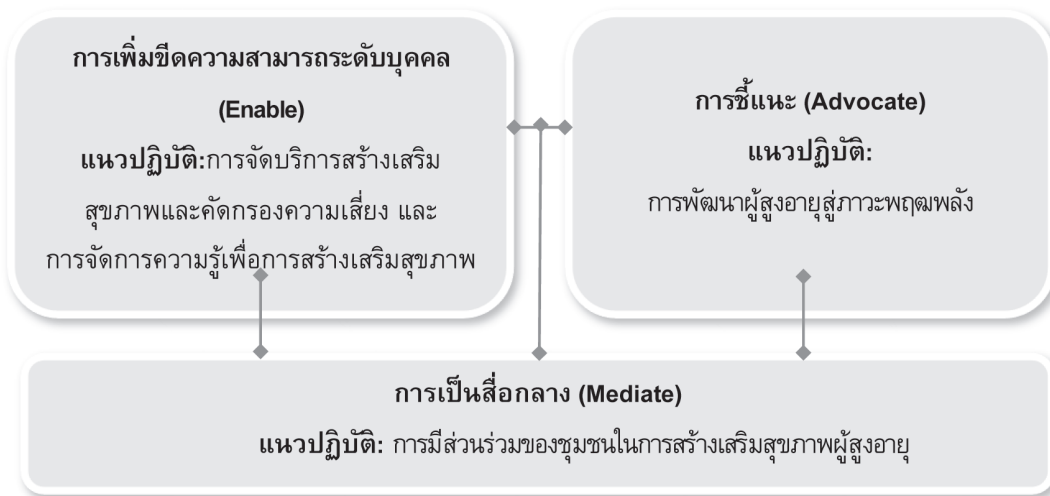 การเพิ่มขีดความสามารถระดับบุคคล
(Enable)
แนวปฏิบัติ:การจัดบริการสร้างเสริม
สุขภาพและคัดกรองความเสี่ยง และ
การจัดการความรู้เพื่อการสร้างเสริมสุขภาพ
การชี้แนะ (Advocate)
แนวปฏิบัติ:
การพัฒนาผู้สูงอายุสู่ภาวะพฤฒพลัง
การเป็นสื่อกลาง (Mediate)
แนวปฏิบัติ: การมีส่วนร่วมของชุมชนในการสร้างเสริมสุขภาพผู้สูงอายุ